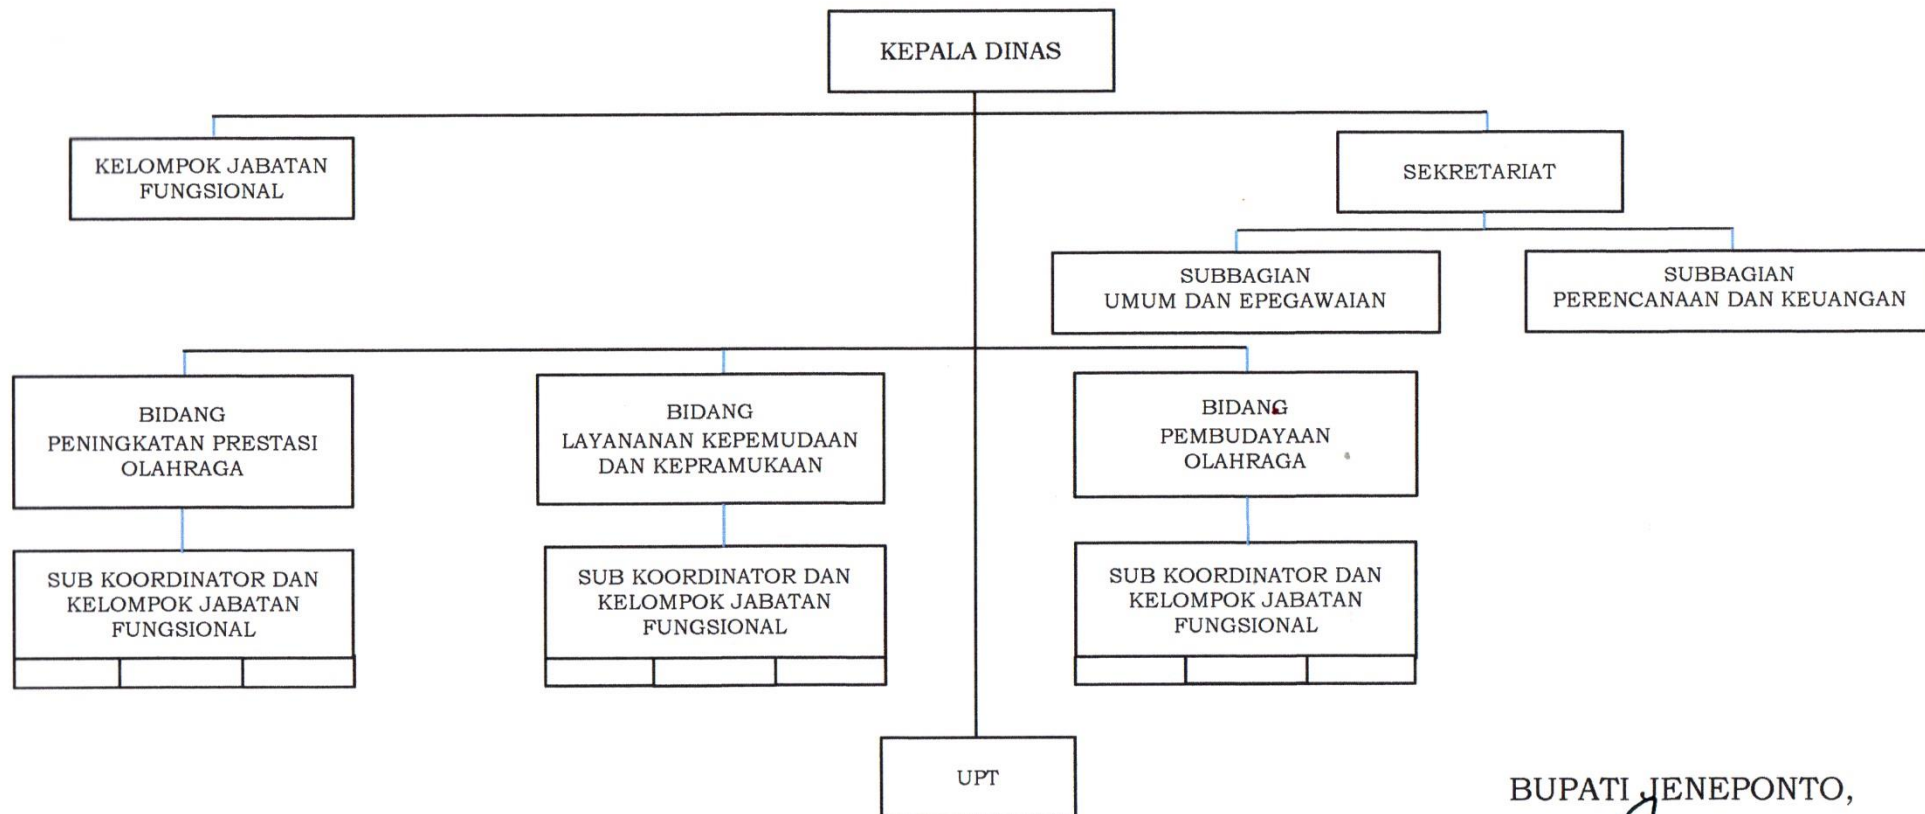 KEPALA DINAS
KELOMPOK JABATAN
FUNGSIONAL
SEKRETARIAT
SUBBAGIAN
UMUM DAN EPEGAWAIAN
SUBBAGIAN
PERENCANAAN DAN KEUANGAN
BIDANG
PENINGKATAN PRESTASI
OLAHRAGA
BIDANG
LAYANANAN KEPEMUDAAN
DAN KEPRAMUKAAN
BIDANG
PEMBUDAYAAN
OLAHRAGA
SUB KOORDINATOR DAN
KELOMPOK JABATAN
FUNGSIONAL
SUB KOORDINATOR DAN
KELOMPOK JABATAN
FUNGSIONAL
SUB KOORDINATOR DAN
KELOMPOK JABATAN
FUNGSIONAL
UPT
BUPATI JENEPONTO,